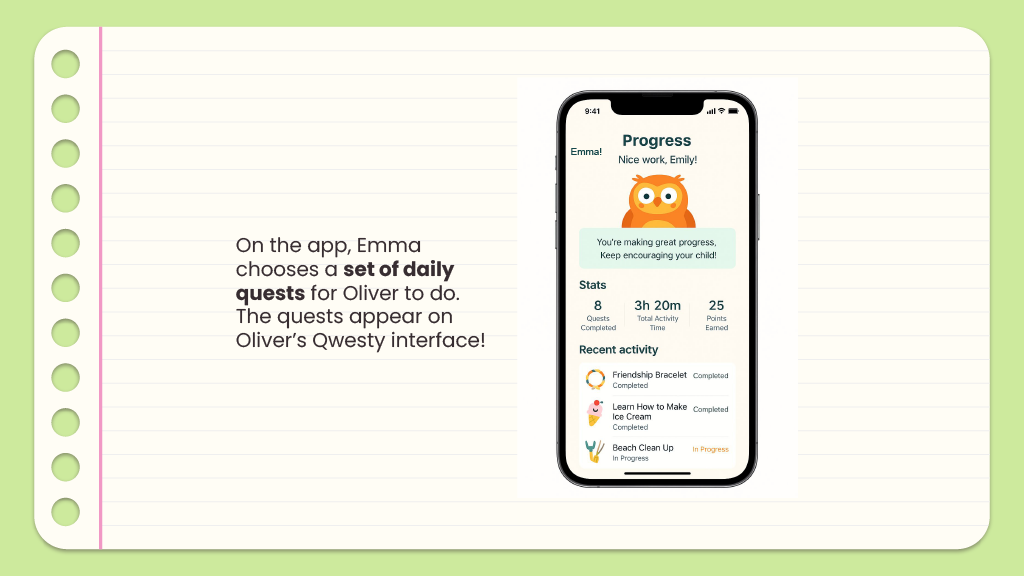 On the app, Emma
chooses a set of daily
quests for Oliver to do.
The quests appear on
Oliver's Qwesty interface!
9:41
Progress
Emma!
Nice work, Emily!
You're making great progress,
Keep encouraging your child!
Stats
8
Quests
Completed
3h 20m
Total Activity
Time
25
Points
Earned
Recent activity
Friendship Bracelet
Completed
Completed
Learn How to Make
Ice Cream
Completed
Completed
Beach Clean Up
In Progress
In Progress